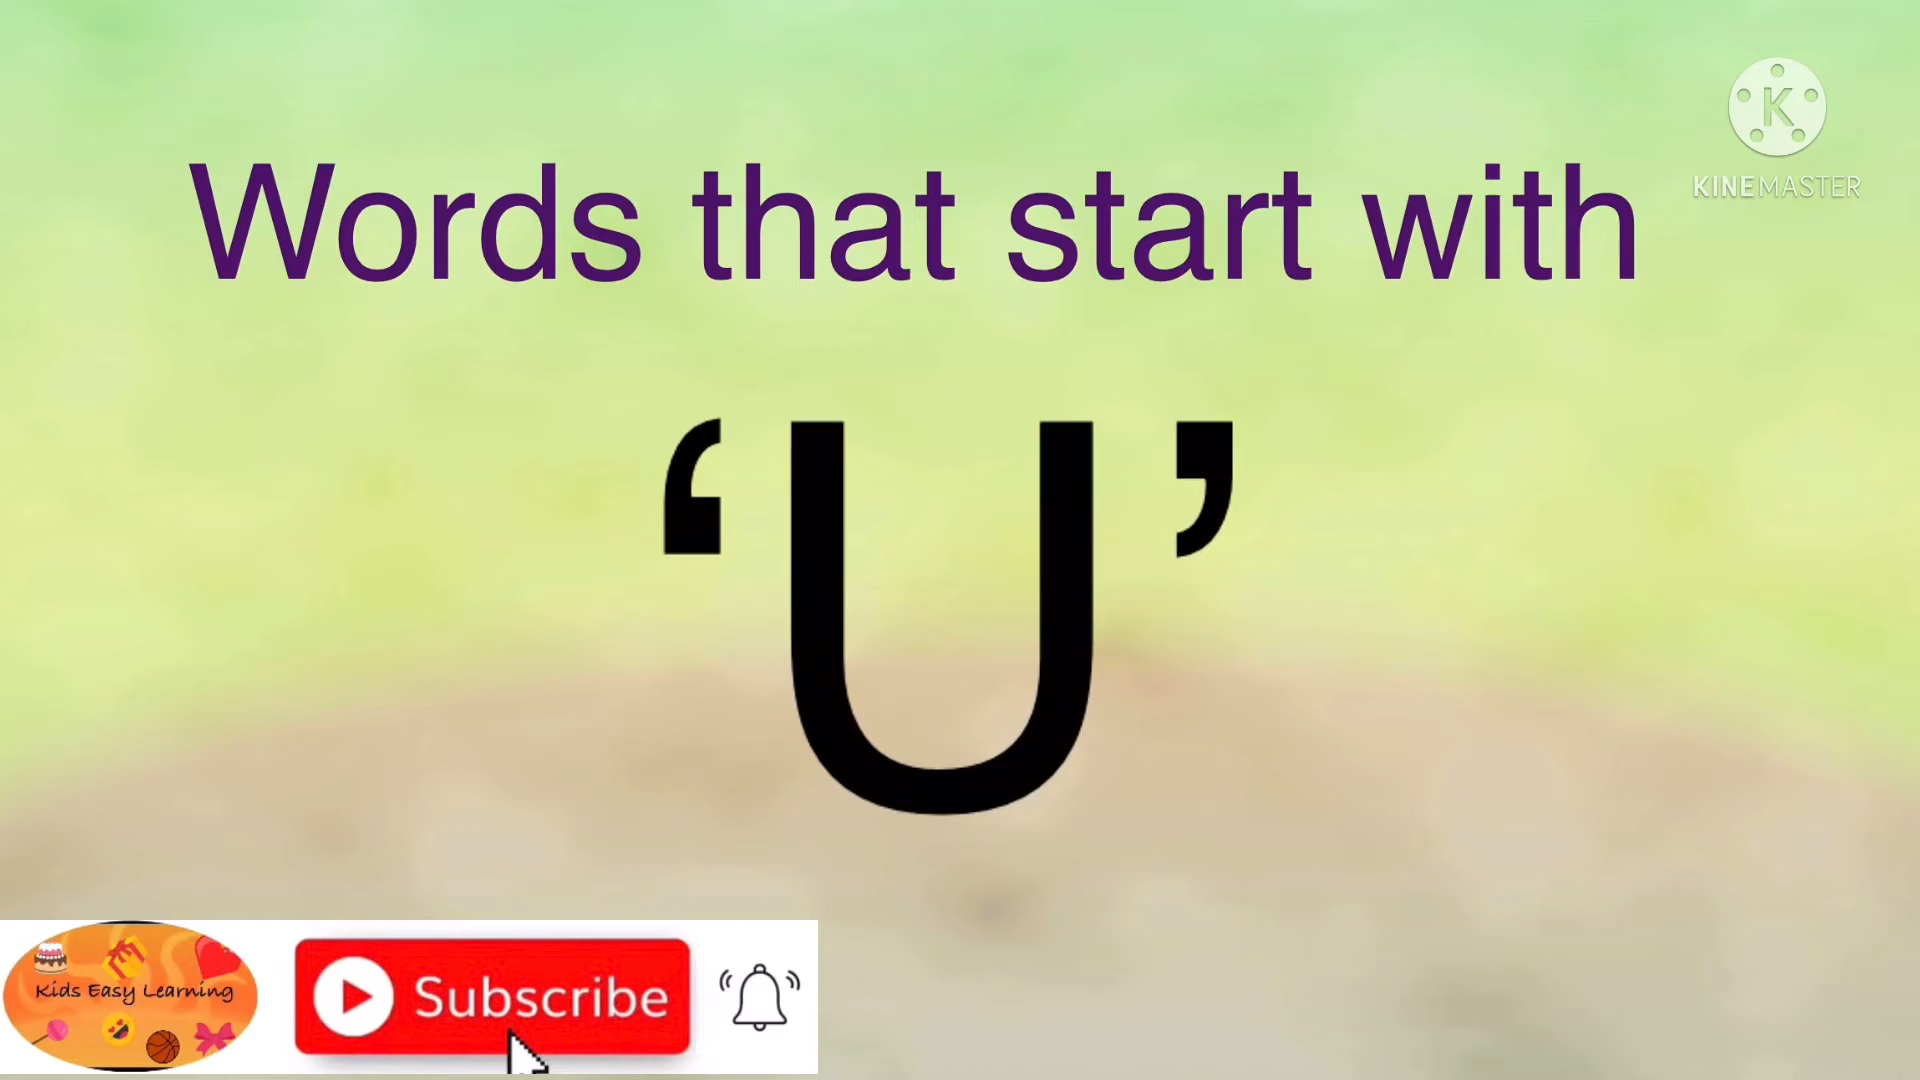 Words that start with
K
KINEMASTER
‘U’
Kids Easy Learning
Subscribe